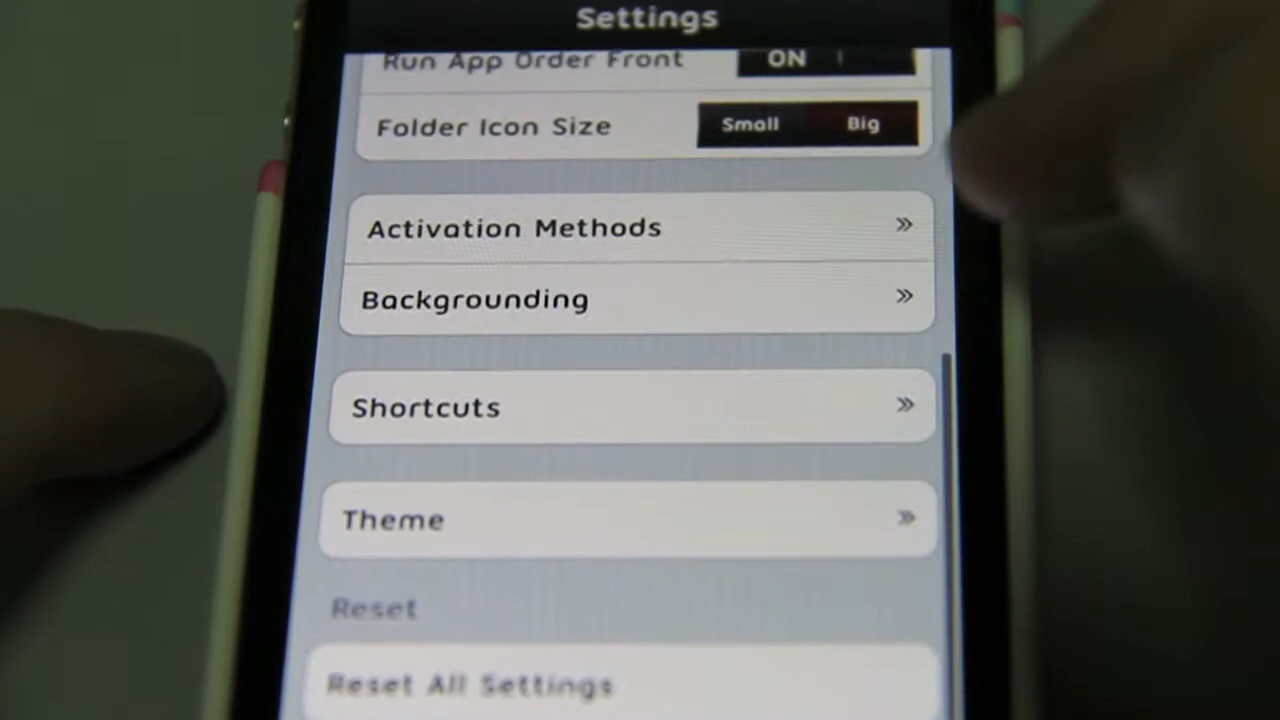 Settings
Run App Order Front ON
Folder Icon Size Small Big
Activation Methods »
Backgrounding »
Shortcuts »
Theme »
Reset
Reset All Settings